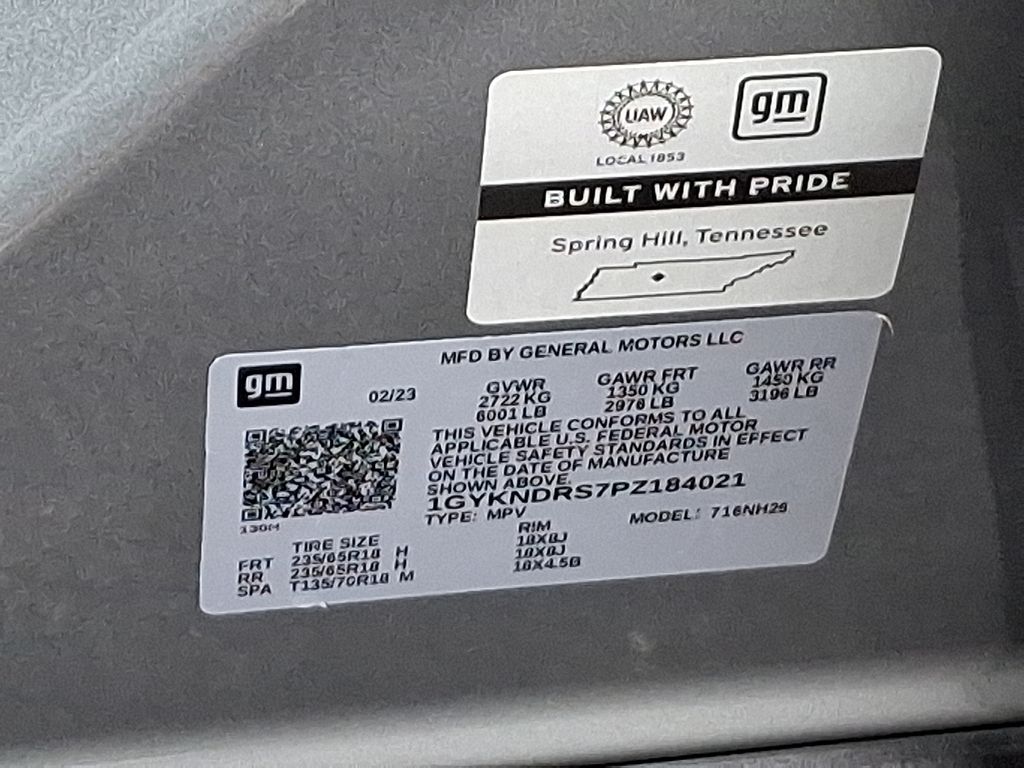 UAW
gm
LOCAL 1853
BUILT WITH PRIDE
Spring Hill, Tennessee
gm
MFD BY GENERAL MOTORS LLC
02/23
GVWR GAWR FRT GAWR RR
2722 KG 1350 KG 1450 KG
6001 LB 2976 LB 3196 LB
THIS VEHICLE CONFORMS TO ALL
APPLICABLE U.S. FEDERAL MOTOR
VEHICLE SAFETY STANDARDS IN EFFECT
ON THE DATE OF MANUFACTURE
SHOWN ABOVE.
1GYKNDRS7PZ184021
TYPE: MPV MODEL: 716NH26
TIRE SIZE RIM
FRT 235/65R18 H 18X8J
RR 235/65R18 H 18X8J
SPA T135/70R18 M 18X4.5B